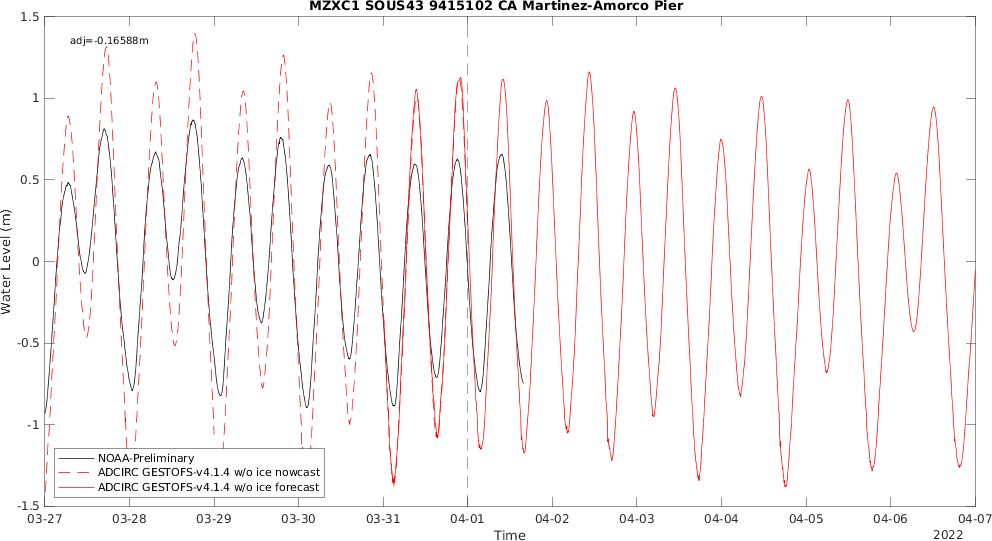 MZXC1 SOUS43 9415102 CA Martinez-Amorco Pier
adj=-0.16588m
Water Level (m)
1.5
1
0.5
0
-0.5
-1
-1.5
NOAA-Preliminary
ADCIRC GESTOFS-v4.1.4 w/o ice nowcast
ADCIRC GESTOFS-v4.1.4 w/o ice forecast
03-27 03-28 03-29 03-30 03-31 04-01 04-02 04-03 04-04 04-05 04-06 04-07
Time
2022